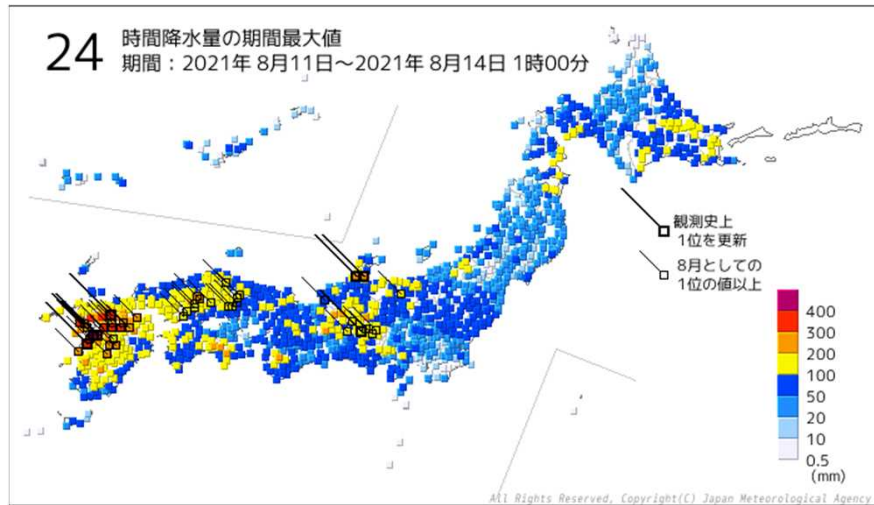 24 時間降水量の期間最大値
期間：2021年 8月11日～2021年 8月14日 1時00分
観測史上
1位を更新
8月としての
1位の値以上
400
300
200
100
50
20
10
0.5
(mm)
All Rights Reserved, Copyright(C) Japan Meteorological Agency